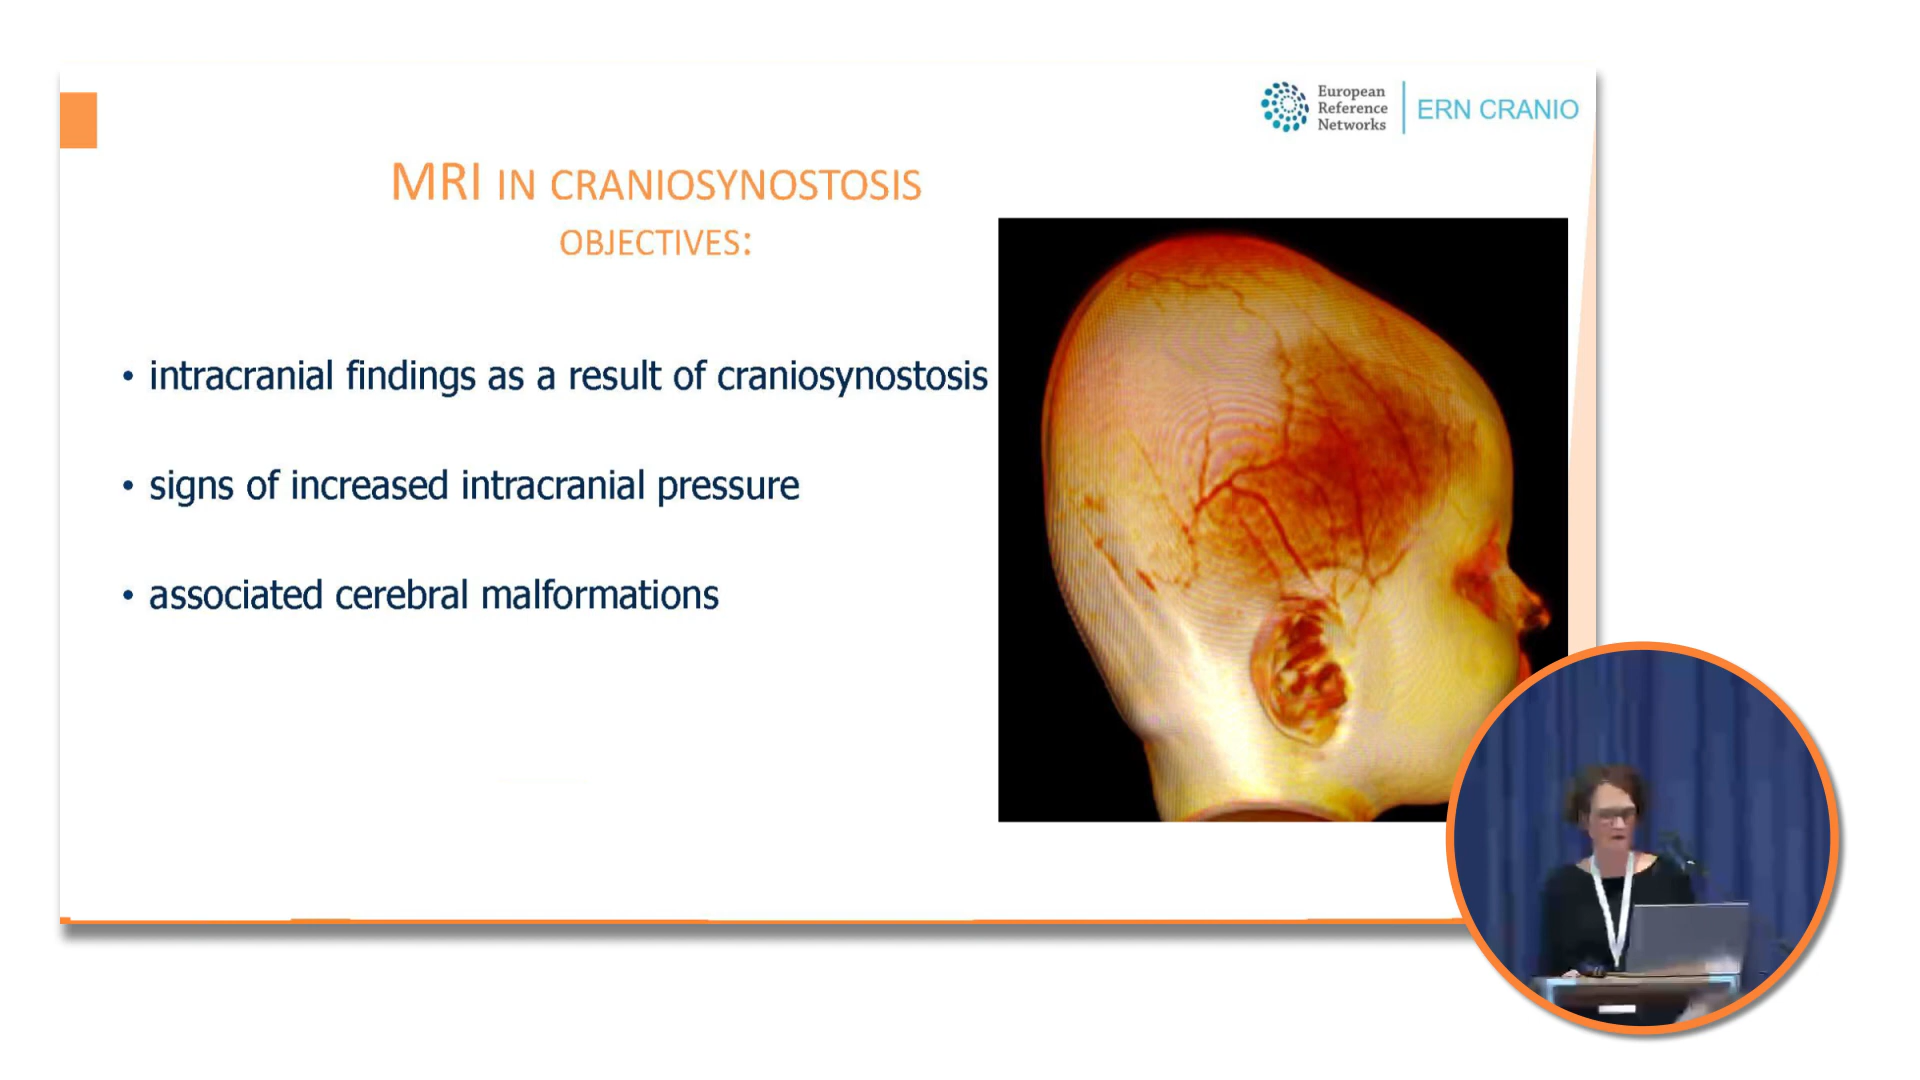 European
Reference
Networks
ERN CRANIO
MRI IN CRANIOSYNOSTOSIS
OBJECTIVES:
• intracranial findings as a result of craniosynostosis
• signs of increased intracranial pressure
• associated cerebral malformations